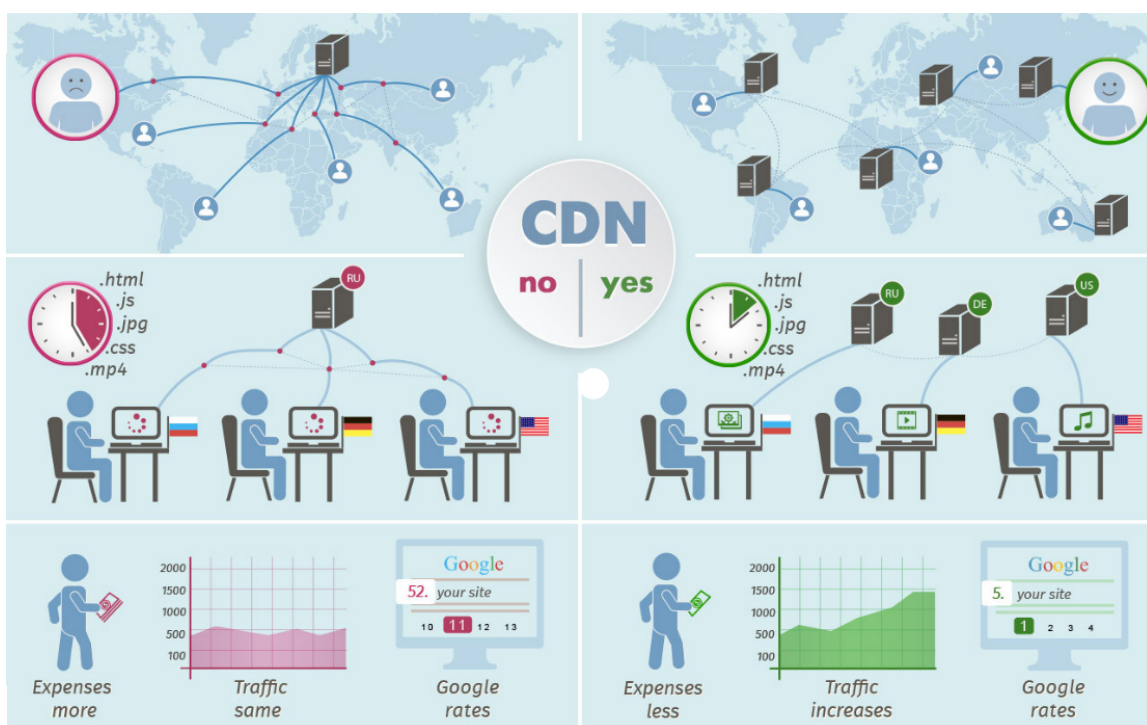 CDN
no
yes
.html
.js
.jpg
.css
.mp4
RU
.html
.js
.jpg
.css
.mp4
RU
DE
US
2000
1500
1000
500
100
Expenses
more
Traffic
same
Google
52.
your site
10 11 12 13
Google
rates
Expenses
less
2000
1500
1000
500
100
Traffic
increases
Google
5.
your site
1 2 3 4
Google
rates